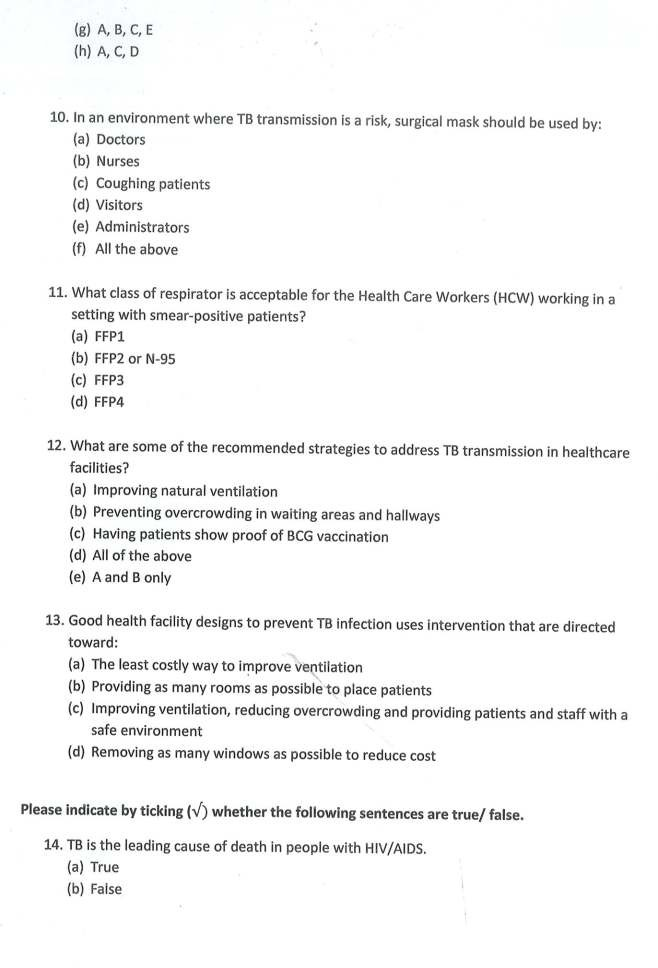 (g) A, B, C, E
(h) A, C, D
10. In an environment where TB transmission is a risk, surgical mask should be used by:
(a) Doctors
(b) Nurses
(c) Coughing patients
(d) Visitors
(e) Administrators
(f) All the above
11. What class of respirator is acceptable for the Health Care Workers (HCW) working in a
setting with smear-positive patients?
(a) FFP1
(b) FFP2 or N-95
(c) FFP3
(d) FFP4
12. What are some of the recommended strategies to address TB transmission in healthcare
facilities?
(a) Improving natural ventilation
(b) Preventing overcrowding in waiting areas and hallways
(c) Having patients show proof of BCG vaccination
(d) All of the above
(e) A and B only
13. Good health facility designs to prevent TB infection uses intervention that are directed
toward:
(a) The least costly way to improve ventilation
(b) Providing as many rooms as possible to place patients
(c) Improving ventilation, reducing overcrowding and providing patients and staff with a
safe environment
(d) Removing as many windows as possible to reduce cost
Please indicate by ticking (√) whether the following sentences are true/ false.
14. TB is the leading cause of death in people with HIV/AIDS.
(a) True
(b) False